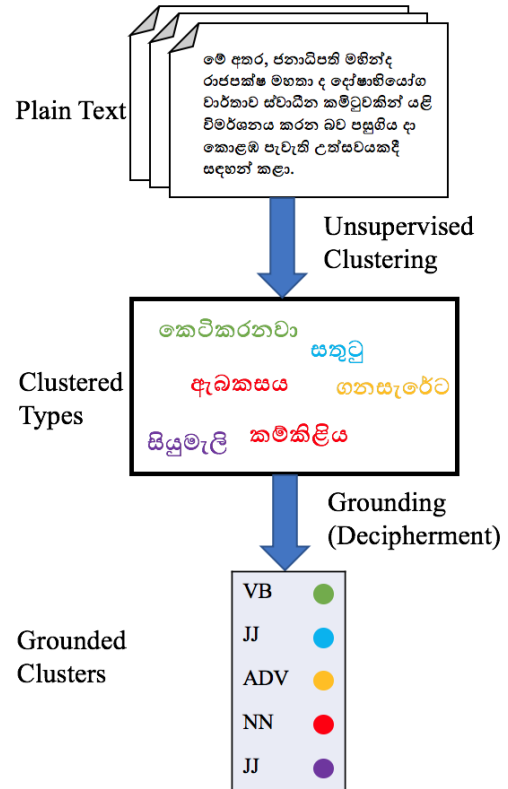 Plain Text
මේ අතර, ජනාධිපති මහින්ද
රාජපක්ෂ මහතා ද දෝෂාභියෝග
වාර්තාව ස්වාධීන කමිටුවකින් යළි
විමර්ශනය කරන බව පසුගිය දා
කොළඹ පැවැති උත්සවයකදී
සඳහන් කළා.
Unsupervised
Clustering
Clustered
Types
කෙටිකරනවා
සතුටු
ඇබකසය
ගනසැරේට
සියුමැලි
කම්කිළිය
Grounding
(Decipherment)
Grounded
Clusters
VB
JJ
ADV
NN
JJ